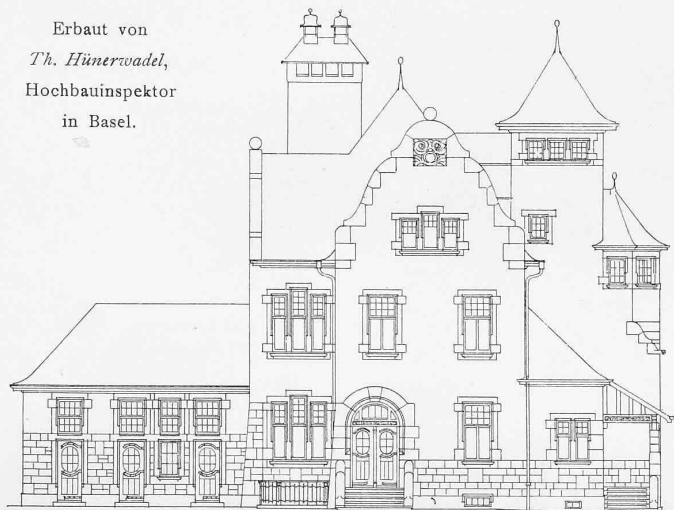 Erbaut von
Th. Hünerwadel,
Hochbauinspektor
in Basel.